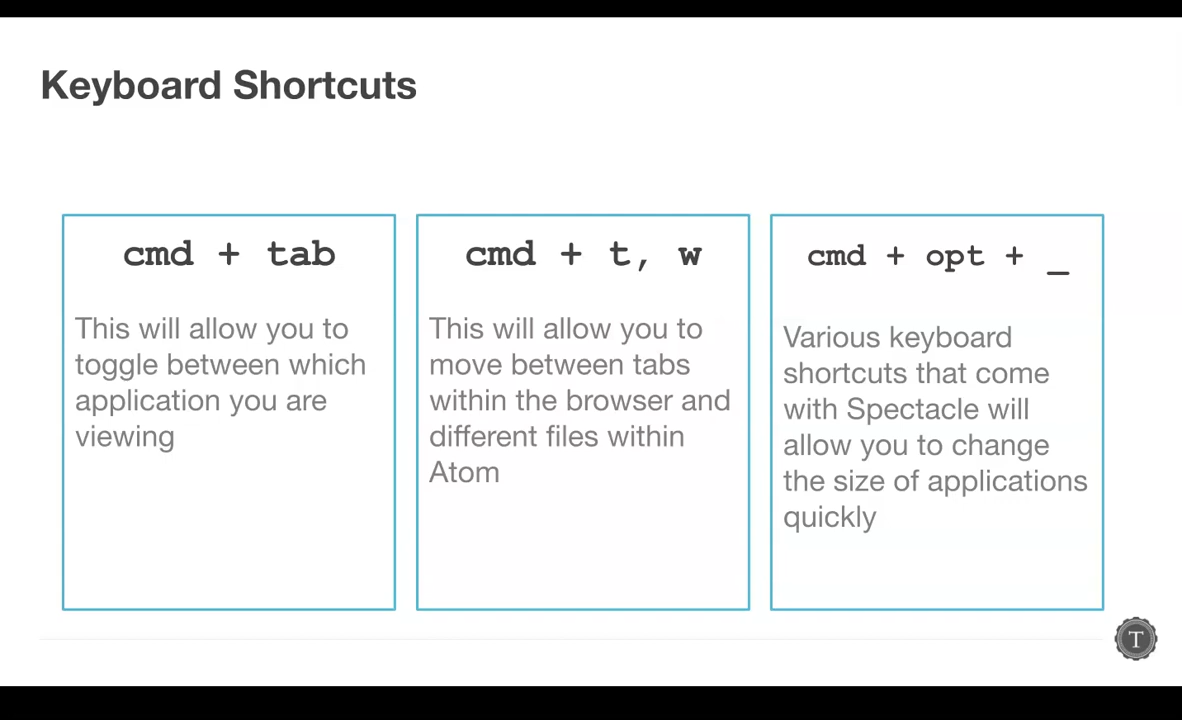 Keyboard Shortcuts
cmd + tab
This will allow you to
toggle between which
application you are
viewing
cmd + t, w
This will allow you to
move between tabs
within the browser and
different files within
Atom
cmd + opt + _
Various keyboard
shortcuts that come
with Spectacle will
allow you to change
the size of applications
quickly
T